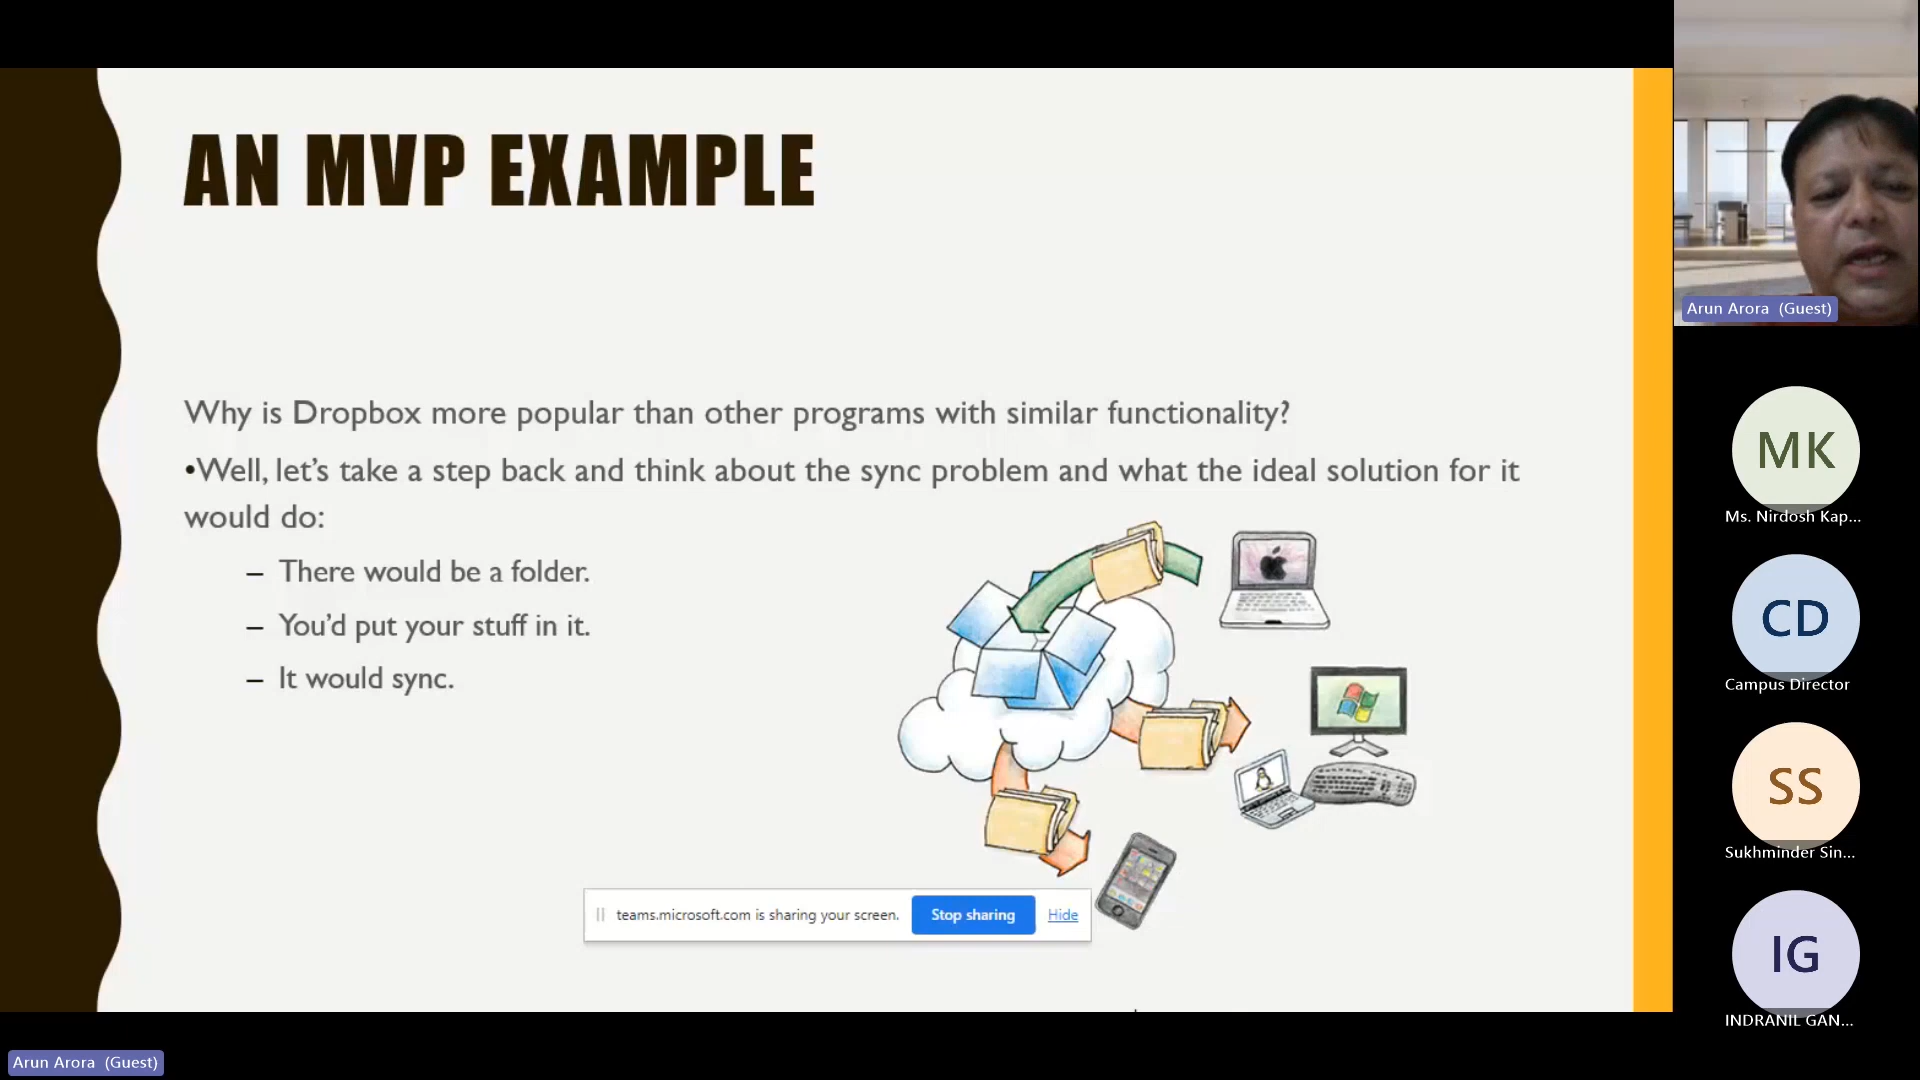 AN MVP EXAMPLE
Why is Dropbox more popular than other programs with similar functionality?
•Well, let’s take a step back and think about the sync problem and what the ideal solution for it
would do:
– There would be a folder.
– You’d put your stuff in it.
– It would sync.
teams.microsoft.com is sharing your screen. Stop sharing Hide
Arun Arora (Guest)
MK
Ms. Nirdosh Kap...
CD
Campus Director
SS
Sukhminder Sin...
IG
INDRANIL GAN...
Arun Arora (Guest)